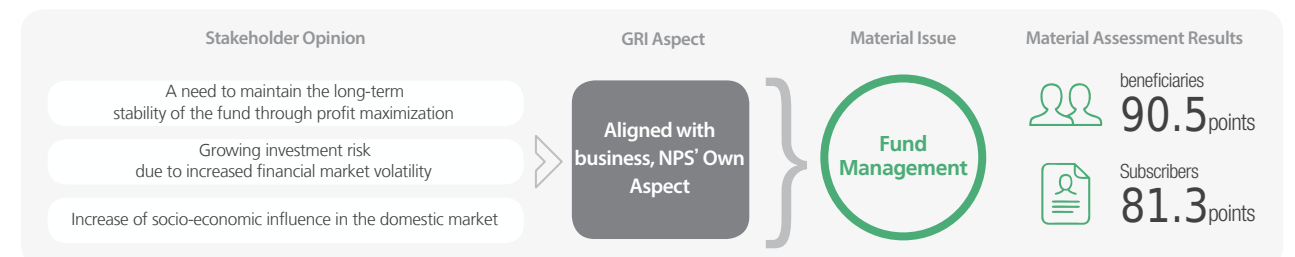 Stakeholder Opinion
GRI Aspect
Material Issue
Material Assessment Results
A need to maintain the long-term
stability of the fund through profit maximization
Growing investment risk
due to increased financial market volatility
Increase of socio-economic influence in the domestic market
Aligned with
business, NPS' Own
Aspect
Fund
Management
beneficiaries
90.5points
Subscribers
81.3points